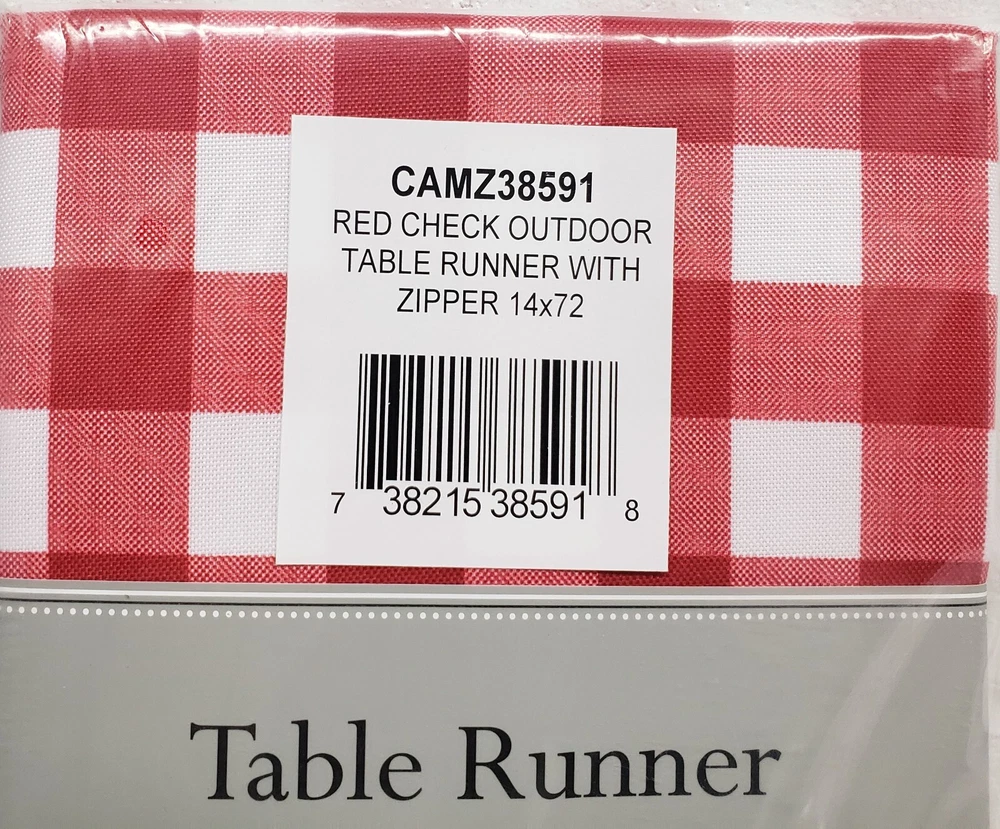 CAMZ38591
RED CHECK OUTDOOR
TABLE RUNNER WITH
ZIPPER 14x72
7 38215 38591 8
Table Runner